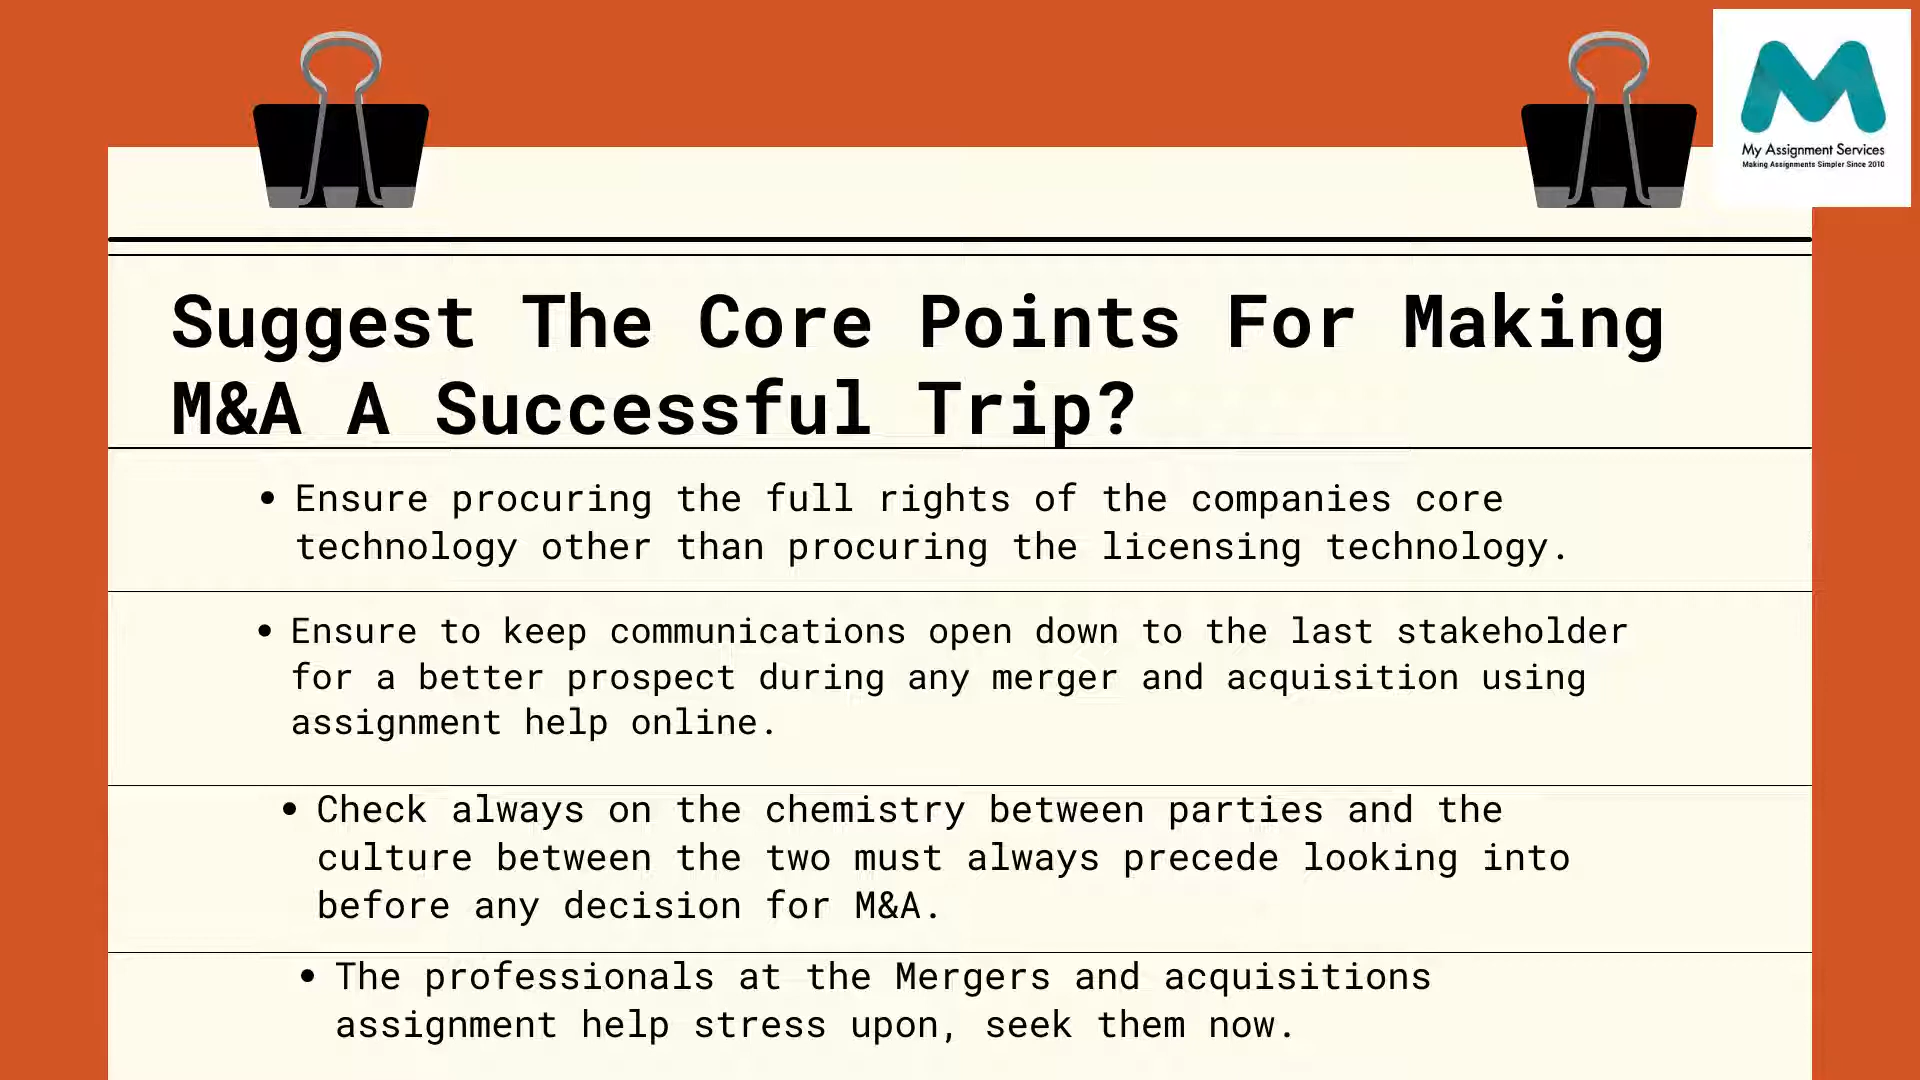 My Assignment Services
Making Assignments Simpler Since 2010
Suggest The Core Points For Making
M&A A Successful Trip?
• Ensure procuring the full rights of the companies core
technology other than procuring the licensing technology.
• Ensure to keep communications open down to the last stakeholder
for a better prospect during any merger and acquisition using
assignment help online.
• Check always on the chemistry between parties and the
culture between the two must always precede looking into
before any decision for M&A.
• The professionals at the Mergers and acquisitions
assignment help stress upon, seek them now.